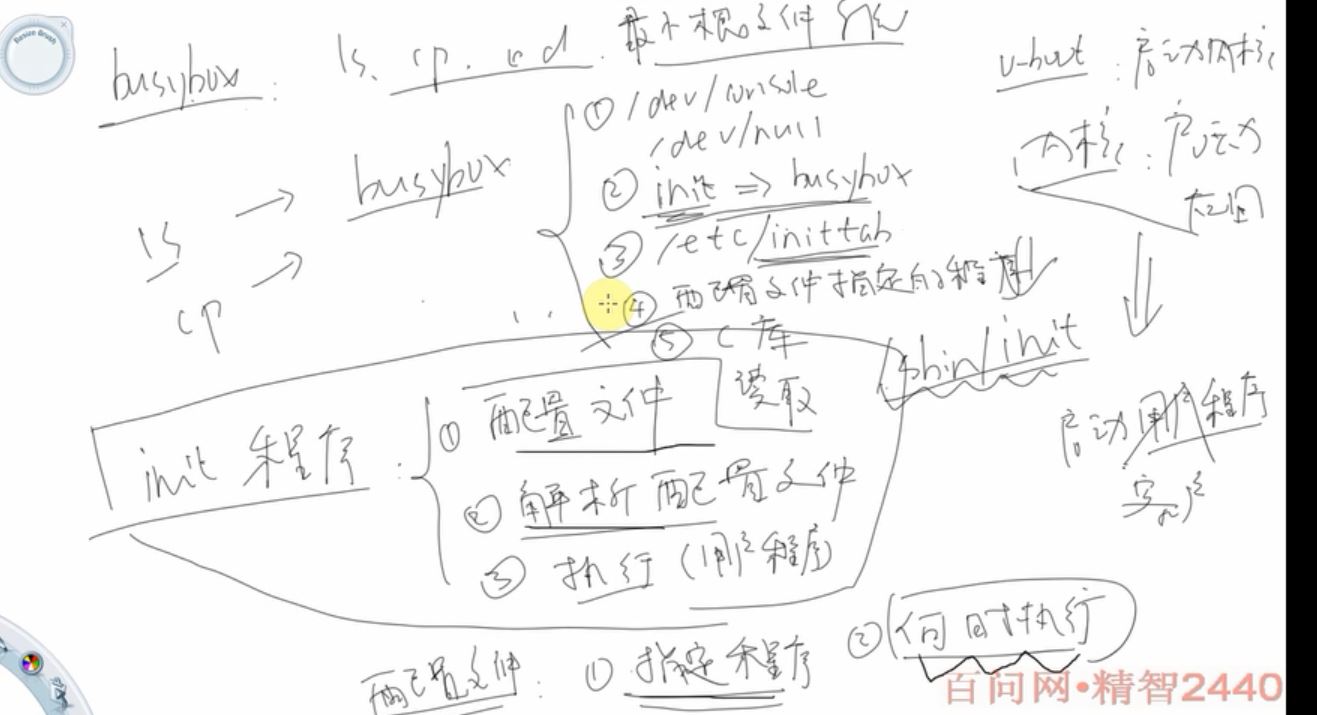 Resize Brush
busybox: ls. cp. cd. 最小根文件系统
ls → busybox
cp →
① /dev/console
/dev/null
② init => busybox
③ /etc/inittab
④ 配置文件指定的程序
⑤ C库
u-boot: 启动内核
内核: 启动
应用
/sbin/init
启动用户程序
客户
init 程序:
① 配置文件 读取
② 解析配置文件
③ 执行(用户程序)
配置文件: ① 指定程序 ② 何时执行
百问网•精智2440